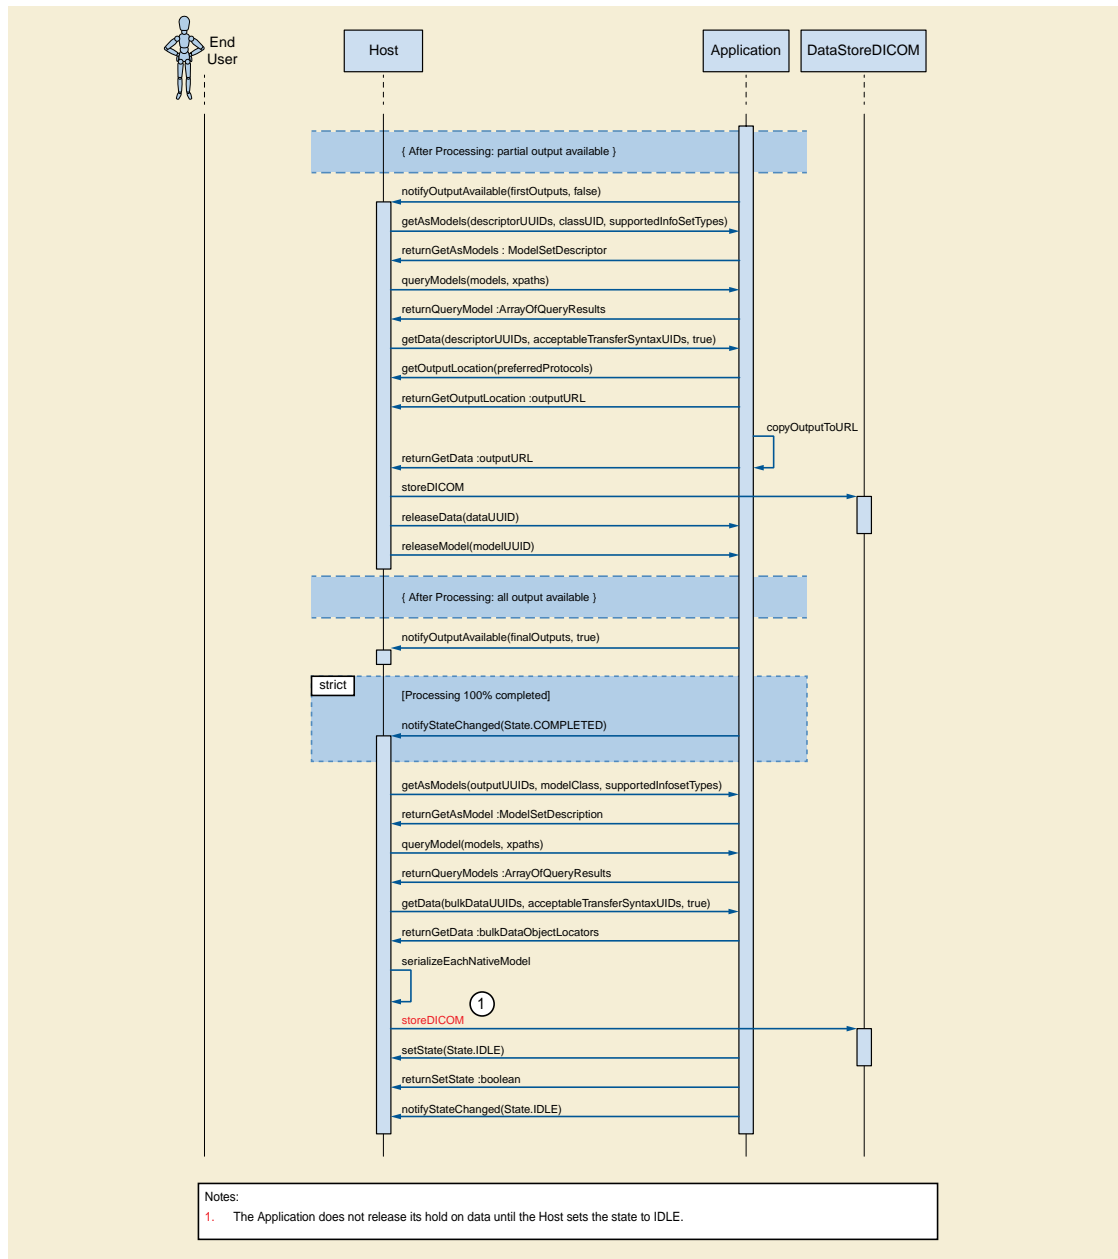 End
User
Host
Application
DataStoreDICOM
{ After Processing: partial output available }
notifyOutputAvailable(firstOutputs, false)
getAsModels(descriptorUUIDs, classUID, supportedInfoSetTypes)
returnGetAsModels : ModelSetDescriptor
queryModels(models, xpaths)
returnQueryModel :ArrayOfQueryResults
getData(descriptorUUIDs, acceptableTransferSyntaxUIDs, true)
getOutputLocation(preferredProtocols)
returnGetOutputLocation :outputURL
copyOutputToURL
returnGetData :outputURL
storeDICOM
releaseData(dataUUID)
releaseModel(modelUUID)
{ After Processing: all output available }
notifyOutputAvailable(finalOutputs, true)
strict
[Processing 100% completed]
notifyStateChanged(State.COMPLETED)
getAsModels(outputUUIDs, modelClass, supportedInfosetTypes)
returnGetAsModel :ModelSetDescription
queryModel(models, xpaths)
returnQueryModels :ArrayOfQueryResults
getData(bulkDataUUIDs, acceptableTransferSyntaxUIDs, true)
returnGetData :bulkDataObjectLocators
serializeEachNativeModel
1
storeDICOM
setState(State.IDLE)
returnSetState :boolean
notifyStateChanged(State.IDLE)
Notes:
1. The Application does not release its hold on data until the Host sets the state to IDLE.